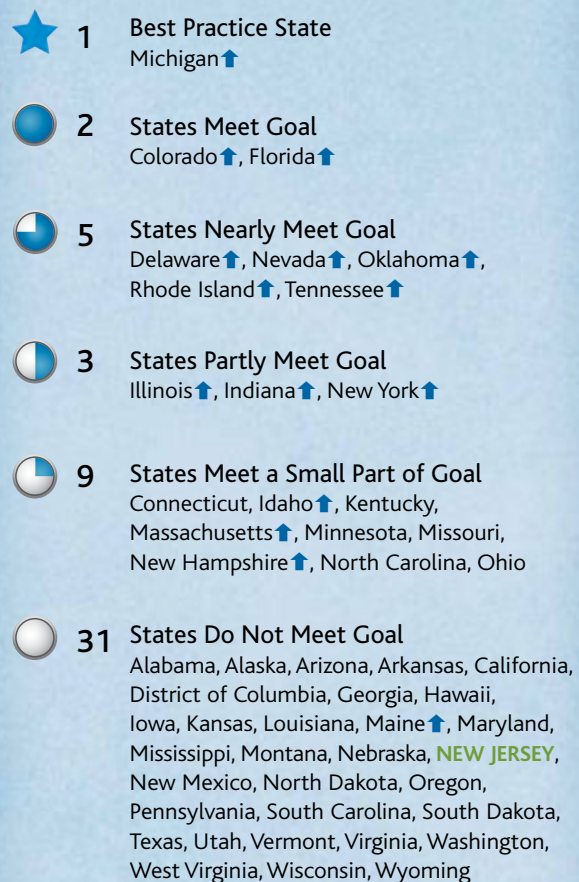 1 Best Practice State
Michigan⬆
2 States Meet Goal
Colorado⬆, Florida⬆
5 States Nearly Meet Goal
Delaware⬆, Nevada⬆, Oklahoma⬆,
Rhode Island⬆, Tennessee⬆
3 States Partly Meet Goal
Illinois⬆, Indiana⬆, New York⬆
9 States Meet a Small Part of Goal
Connecticut, Idaho⬆, Kentucky,
Massachusetts⬆, Minnesota, Missouri,
New Hampshire⬆, North Carolina, Ohio
31 States Do Not Meet Goal
Alabama, Alaska, Arizona, Arkansas, California,
District of Columbia, Georgia, Hawaii,
Iowa, Kansas, Louisiana, Maine⬆, Maryland,
Mississippi, Montana, Nebraska, NEW JERSEY,
New Mexico, North Dakota, Oregon,
Pennsylvania, South Carolina, South Dakota,
Texas, Utah, Vermont, Virginia, Washington,
West Virginia, Wisconsin, Wyoming